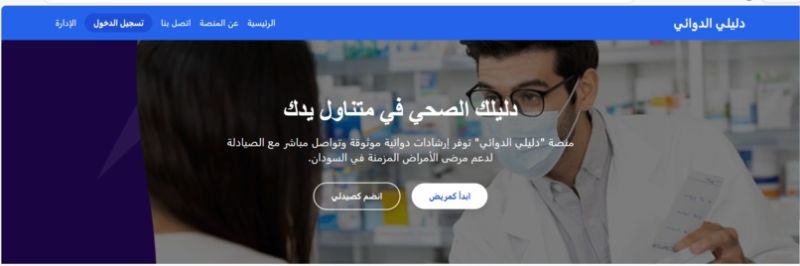 دليلي الدوائي
الرئيسية
عن المنصة
اتصل بنا
تسجيل الدخول
الإدارة
دليلك الصحي في متناول يدك
منصة "دليلي الدوائي" توفر إرشادات دوائية موثوقة وتواصل مباشر مع الصيادلة
لدعم مرضى الأمراض المزمنة في السودان.
ابدأ كمريض
انضم كصيدلي